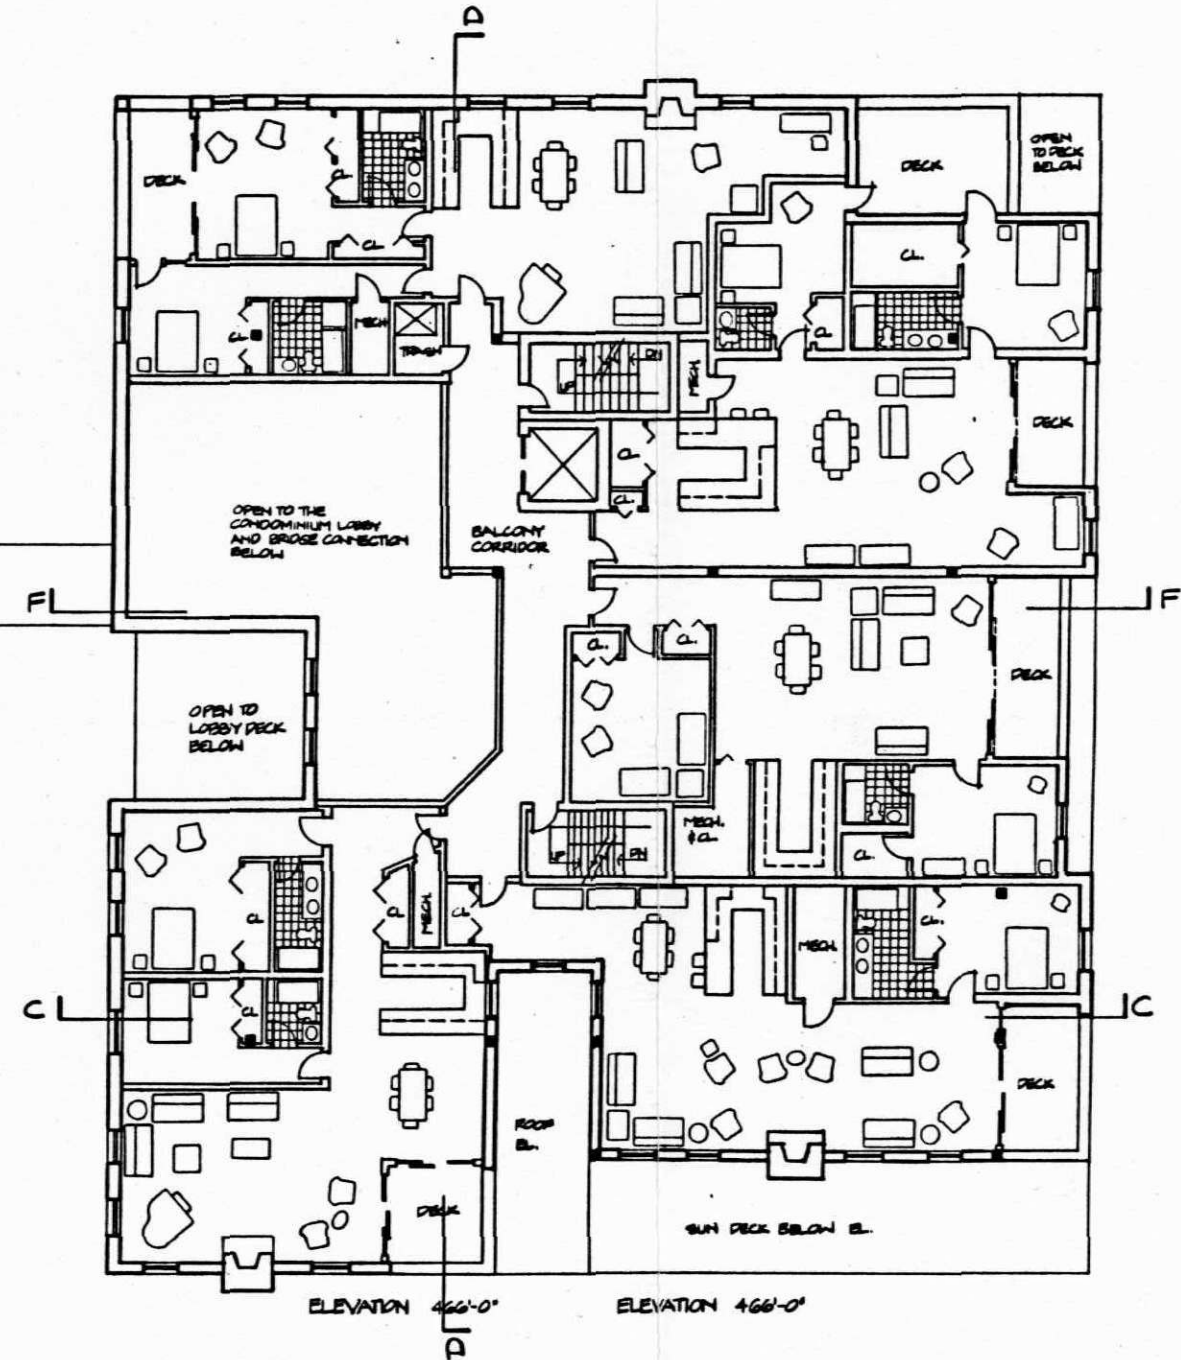 D
DECK
CL
CL
DECK
OPEN
TO DECK
BELOW
CL.
CL
MECH
TRASH
CL
UP
DN
MECH.
DECK
CL
CL.
OPEN TO THE
CONDOMINIUM LOBBY
AND BRIDGE CONNECTION
BELOW
BALCONY
CORRIDOR
F
F
CL.
CL.
DECK
OPEN TO
LOBBY DECK
BELOW
MECH.
& CL.
UP
DN
CL.
CL
CL
MECH.
CL
CL.
MECH.
C
CL
C
DECK
ROOF
EL.
DECK
SUN DECK BELOW EL.
ELEVATION 466'-0"
ELEVATION 466'-0"
D